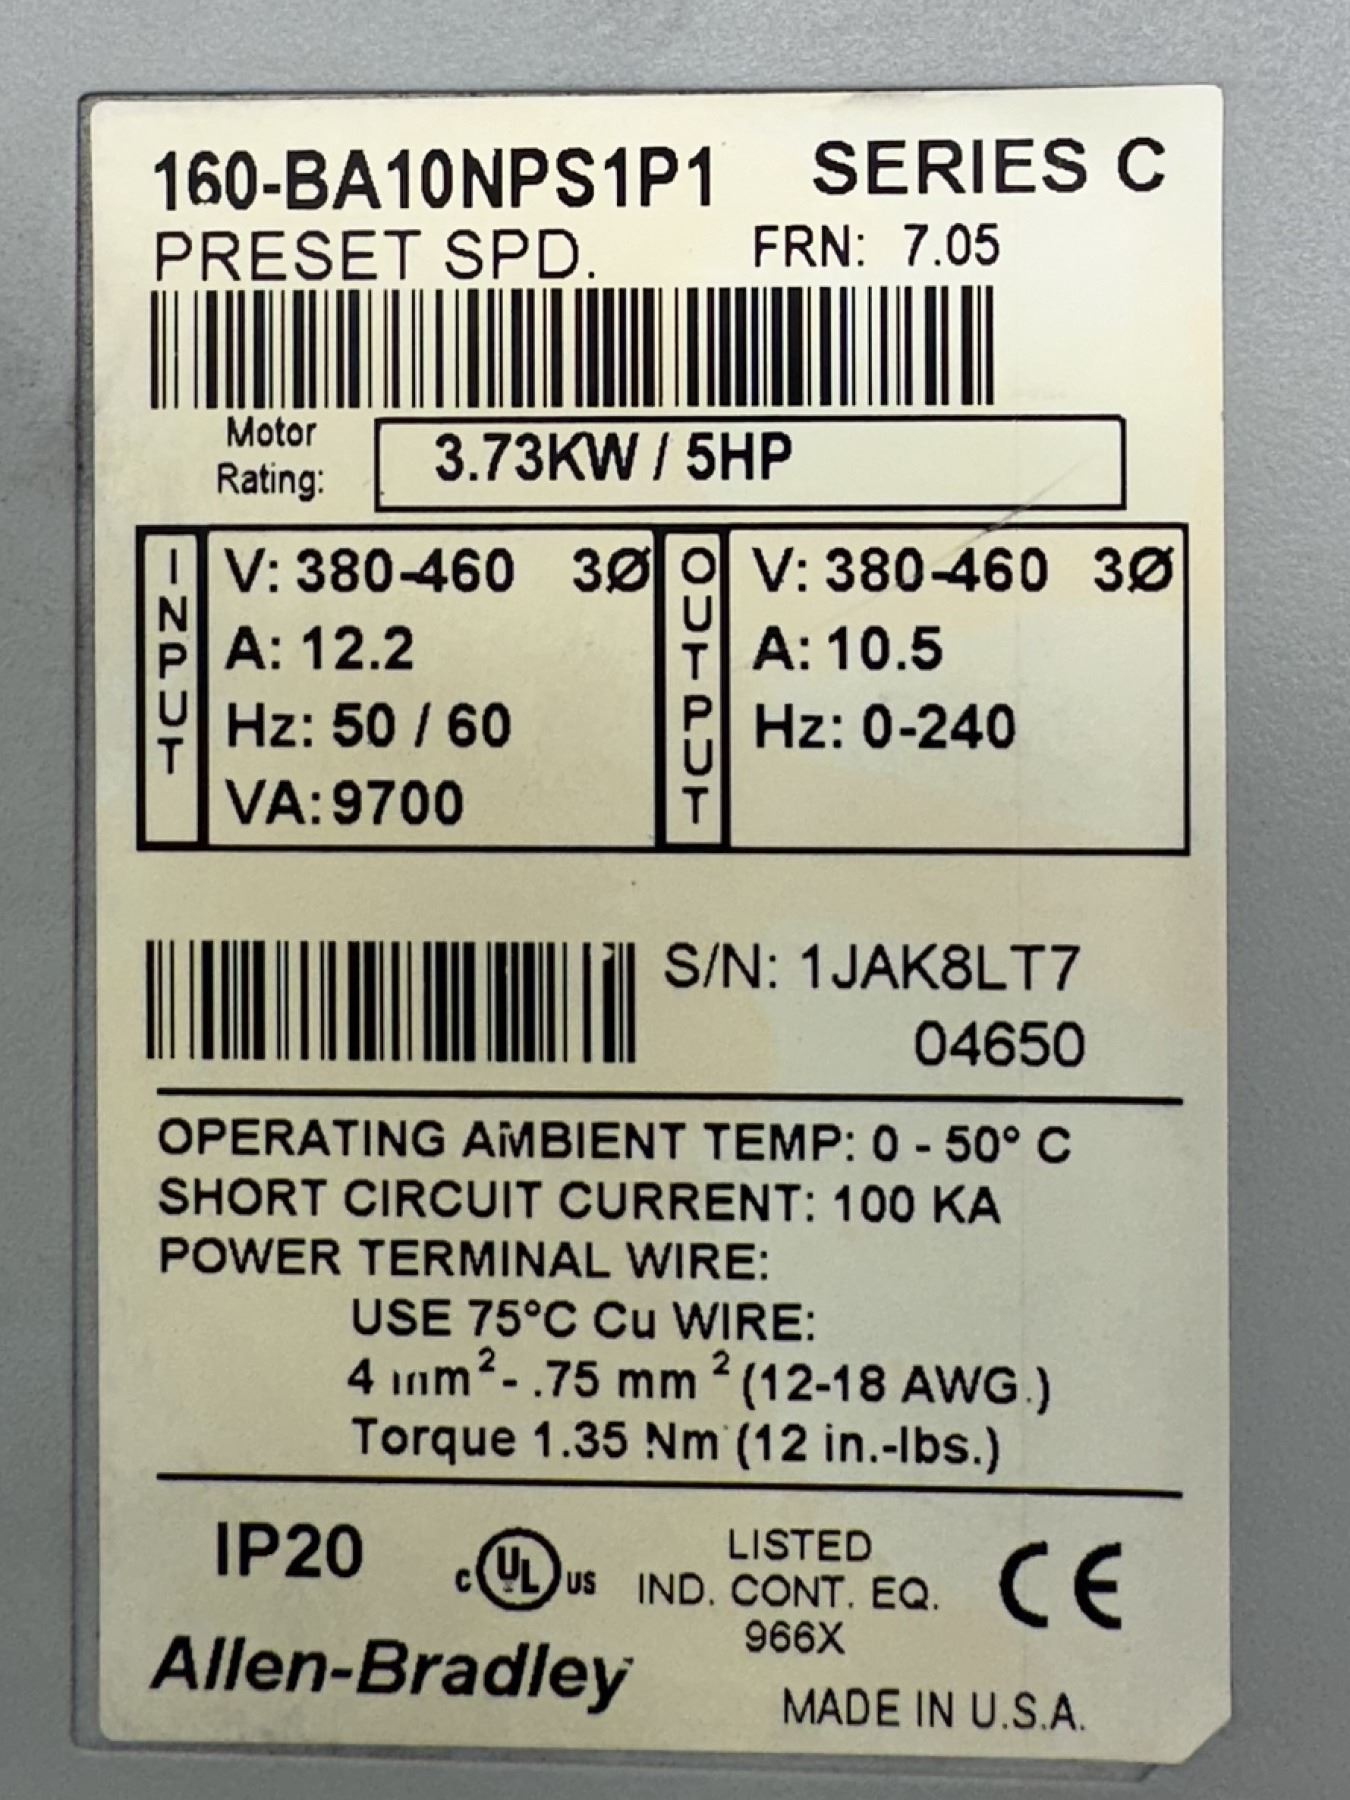 160-BA10NPS1P1 SERIES C
PRESET SPD. FRN: 7.05
Motor
Rating:
3.73KW / 5HP
INPUT
V: 380-460 3Ø
A: 12.2
Hz: 50 / 60
VA: 9700
OUTPUT
V: 380-460 3Ø
A: 10.5
Hz: 0-240
S/N: 1JAK8LT7
04650
OPERATING AMBIENT TEMP: 0 - 50° C
SHORT CIRCUIT CURRENT: 100 KA
POWER TERMINAL WIRE:
USE 75°C Cu WIRE:
4 mm² - .75 mm ² (12-18 AWG.)
Torque 1.35 Nm (12 in.-lbs.)
IP20
C UL US
LISTED
IND. CONT. EQ.
966X
CE
Allen-Bradley
MADE IN U.S.A.